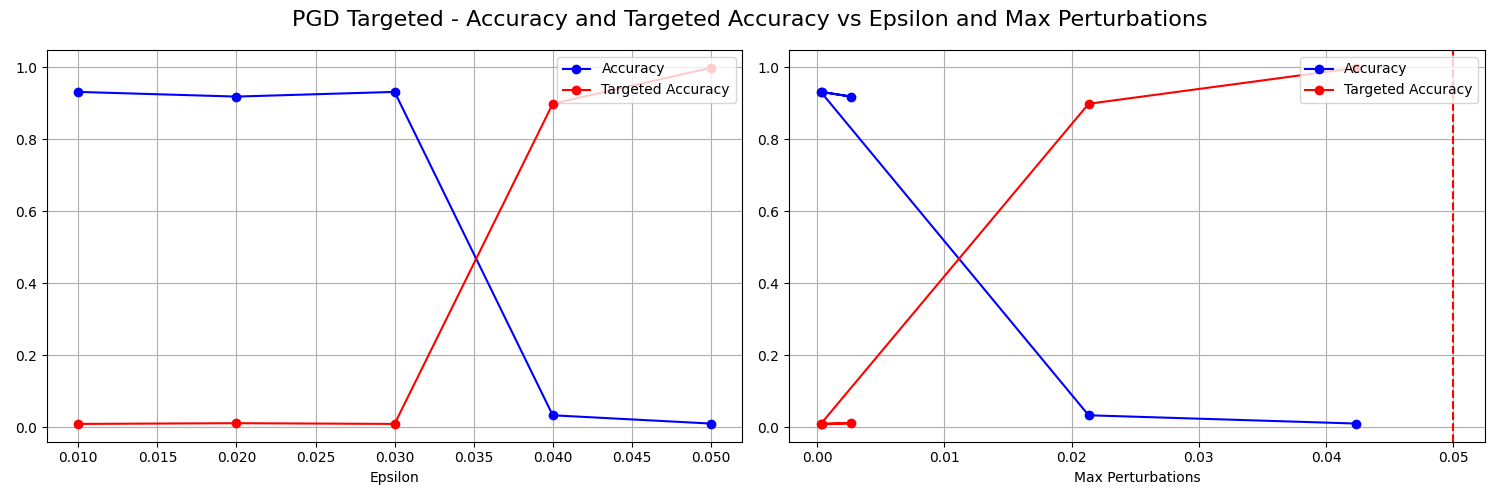 PGD Targeted - Accuracy and Targeted Accuracy vs Epsilon and Max Perturbations
1.0
0.8
0.6
0.4
0.2
0.0
Accuracy
Targeted Accuracy
0.010 0.015 0.020 0.025 0.030 0.035 0.040 0.045 0.050
Epsilon
1.0
0.8
0.6
0.4
0.2
0.0
Accuracy
Targeted Accuracy
0.00 0.01 0.02 0.03 0.04 0.05
Max Perturbations